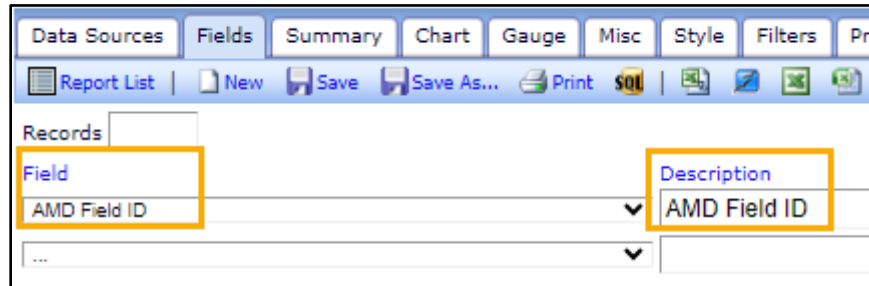 Data Sources Fields Summary Chart Gauge Misc Style Filters Pr
Report List | New Save Save As... Print SQL |
Records
Field Description
AMD Field ID AMD Field ID
...